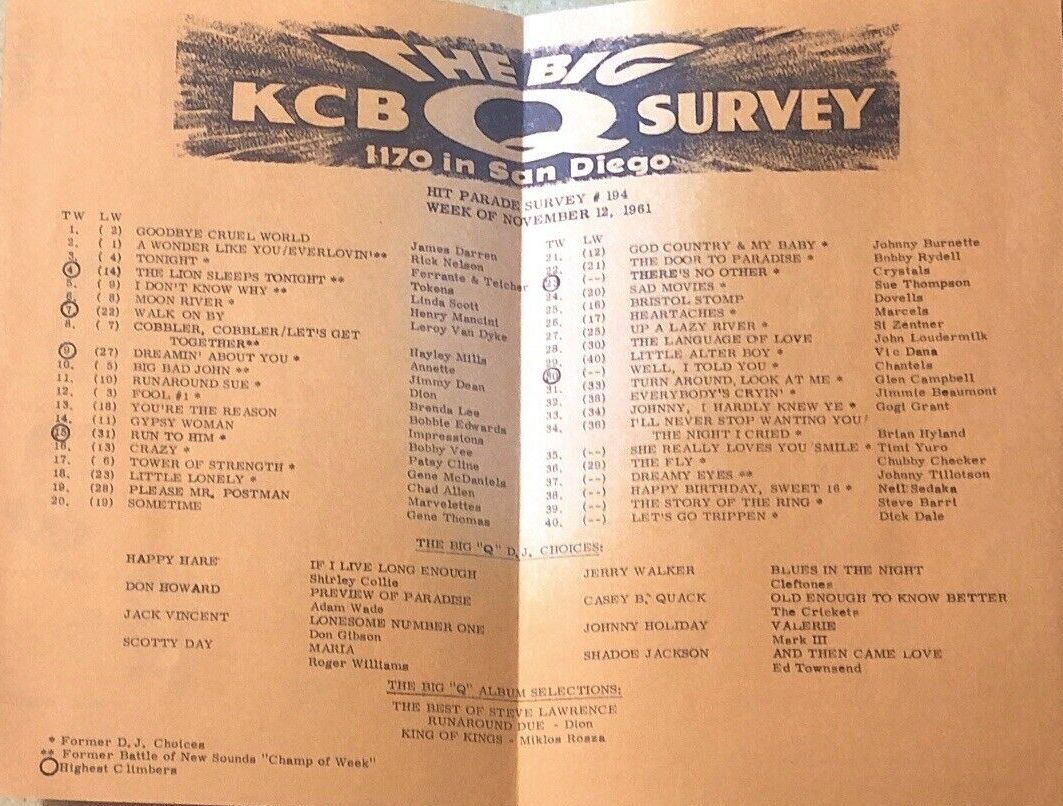 THE BIG
KCB Q SURVEY
1170 in San Diego
HIT PARADE SURVEY # 194
WEEK OF NOVEMBER 12, 1961
TW LW
1. ( 2) GOODBYE CRUEL WORLD James Darren
2. ( 1) A WONDER LIKE YOU/EVERLOVIN'** Rick Nelson
3. ( 4) TONIGHT * Ferrante & Teicher
4. (14) THE LION SLEEPS TONIGHT ** Tokens
5. ( 9) I DON'T KNOW WHY ** Linda Scott
6. ( 8) MOON RIVER * Henry Mancini
7. (22) WALK ON BY Leroy Van Dyke
8. ( 7) COBBLER, COBBLER/LET'S GET
TOGETHER** Hayley Mills
9. (27) DREAMIN' ABOUT YOU * Annette
10. ( 5) BIG BAD JOHN ** Jimmy Dean
11. (10) RUNAROUND SUE * Dion
12. ( 3) FOOL #1 * Brenda Lee
13. (18) YOU'RE THE REASON Bobbie Edwards
14. (11) GYPSY WOMAN Impressions
15. (31) RUN TO HIM * Bobby Vee
16. (13) CRAZY * Patsy Cline
17. ( 6) TOWER OF STRENGTH * Gene McDaniels
18. (23) LITTLE LONELY * Chad Allen
19. (28) PLEASE MR. POSTMAN Marvelettes
20. (19) SOMETIME Gene Thomas
TW LW
21. (12) GOD COUNTRY & MY BABY * Johnny Burnette
22. (21) THE DOOR TO PARADISE * Bobby Rydell
23. (--) THERE'S NO OTHER * Crystals
24. (20) SAD MOVIES * Sue Thompson
25. (16) BRISTOL STOMP Dovells
26. (17) HEARTACHES * Marcels
27. (25) UP A LAZY RIVER * Si Zentner
28. (30) THE LANGUAGE OF LOVE John Loudermilk
29. (40) LITTLE ALTER BOY * Vic Dana
30. (--) WELL, I TOLD YOU * Chantels
31. (33) TURN AROUND, LOOK AT ME * Glen Campbell
32. (38) EVERYBODY'S CRYIN' * Jimmie Beaumont
33. (34) JOHNNY, I HARDLY KNEW YE * Gogi Grant
34. (36) I'LL NEVER STOP WANTING YOU/
THE NIGHT I CRIED * Brian Hyland
35. (--) SHE REALLY LOVES YOU/SMILE * Timi Yuro
36. (29) THE FLY * Chubby Checker
37. (--) DREAMY EYES ** Johnny Tillotson
38. (--) HAPPY BIRTHDAY, SWEET 16 * Neil Sedaka
39. (--) THE STORY OF THE RING * Steve Barri
40. (--) LET'S GO TRIPPEN * Dick Dale
THE BIG "Q" D.J. CHOICES:
HAPPY HARE IF I LIVE LONG ENOUGH
Shirley Collie
DON HOWARD PREVIEW OF PARADISE
Adam Wade
JACK VINCENT LONESOME NUMBER ONE
Don Gibson
SCOTTY DAY MARIA
Roger Williams
JERRY WALKER BLUES IN THE NIGHT
Cleftones
CASEY B. QUACK OLD ENOUGH TO KNOW BETTER
The Crickets
JOHNNY HOLIDAY VALERIE
Mark III
SHADOE JACKSON AND THEN CAME LOVE
Ed Townsend
THE BIG "Q" ALBUM SELECTIONS:
THE BEST OF STEVE LAWRENCE
RUNAROUND DUE - Dion
KING OF KINGS - Miklos Rosza
* Former D.J. Choices
** Former Battle of New Sounds "Champ of Week"
Highest Climbers